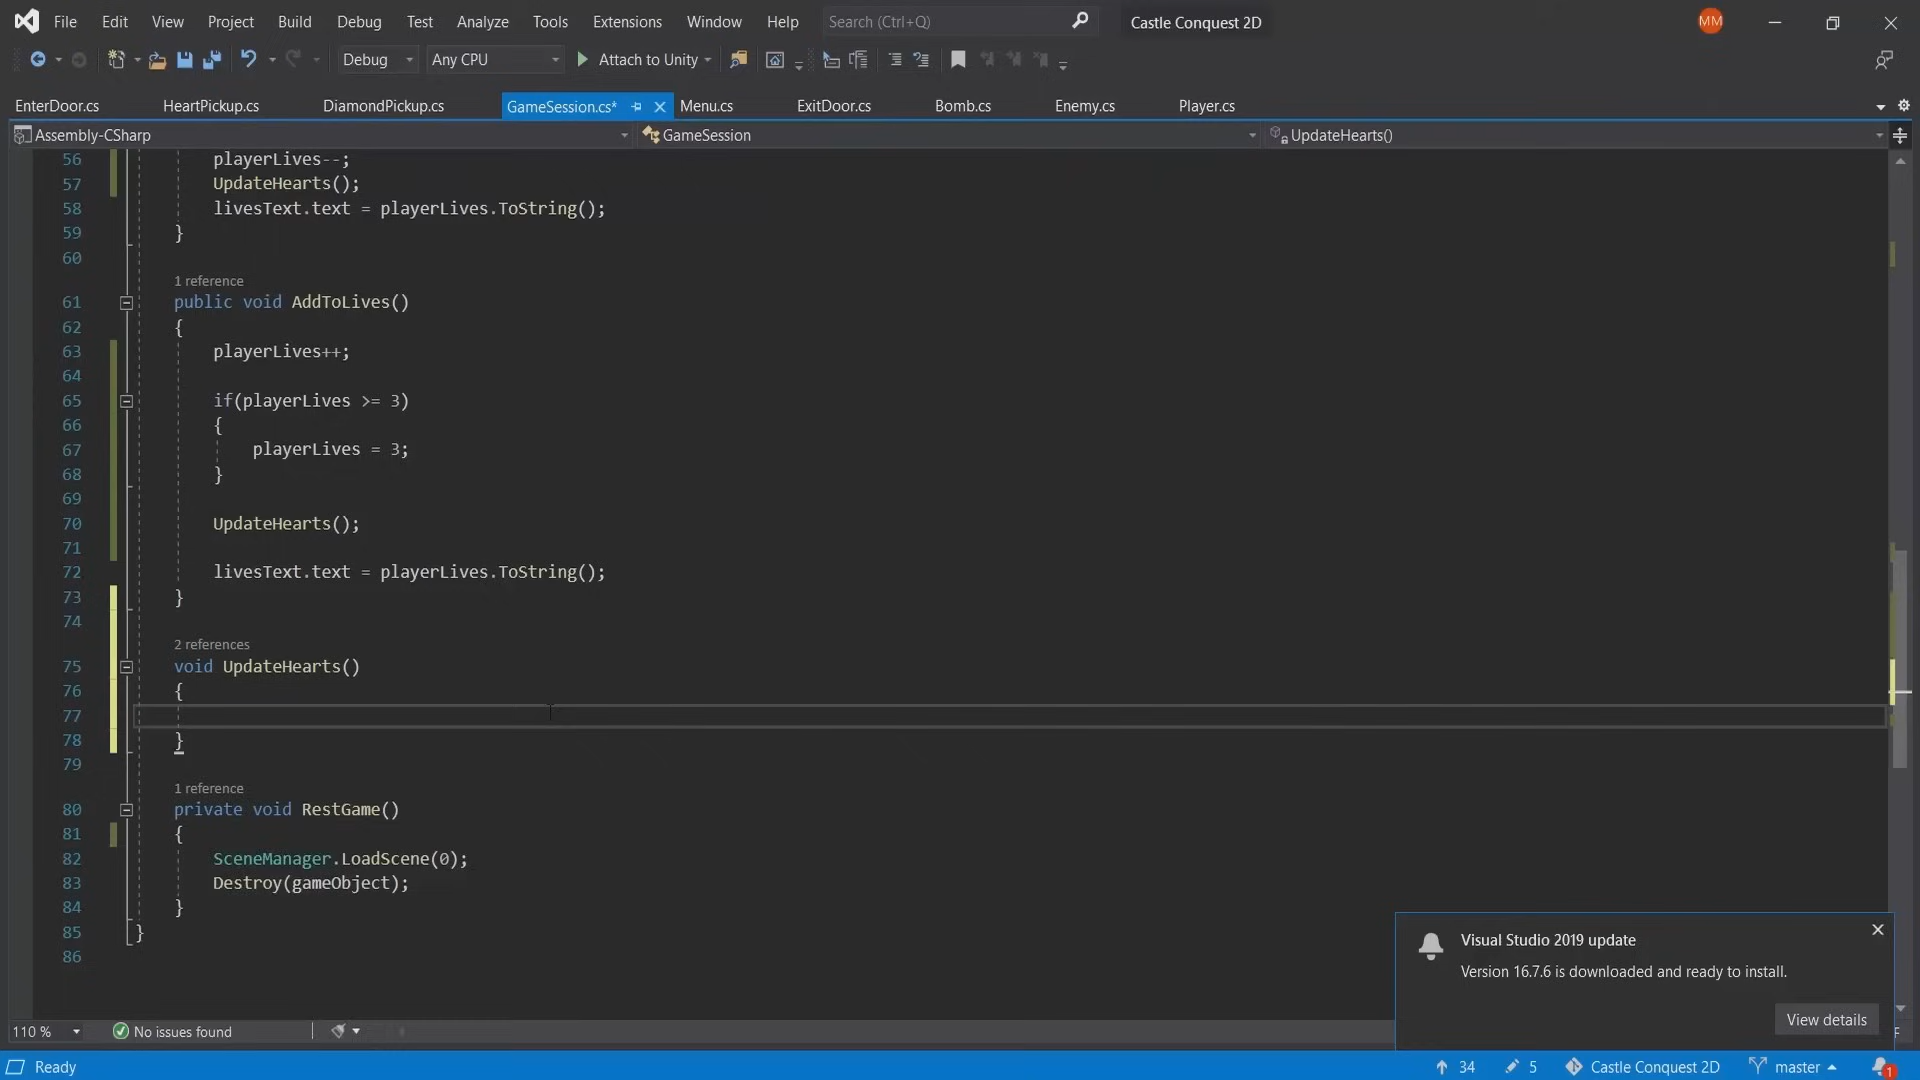 File Edit View Project Build Debug Test Analyze Tools Extensions Window Help Search (Ctrl+Q) Castle Conquest 2D MM
Debug Any CPU Attach to Unity
EnterDoor.cs HeartPickup.cs DiamondPickup.cs GameSession.cs* Menu.cs ExitDoor.cs Bomb.cs Enemy.cs Player.cs
Assembly-CSharp GameSession UpdateHearts()
56 playerLives--;
57 UpdateHearts();
58 livesText.text = playerLives.ToString();
59 }
60
1 reference
61 public void AddToLives()
62 {
63 playerLives++;
64
65 if(playerLives >= 3)
66 {
67 playerLives = 3;
68 }
69
70 UpdateHearts();
71
72 livesText.text = playerLives.ToString();
73 }
74
2 references
75 void UpdateHearts()
76 {
77
78 }
79
1 reference
80 private void RestGame()
81 {
82 SceneManager.LoadScene(0);
83 Destroy(gameObject);
84 }
85 }
86
Visual Studio 2019 update
Version 16.7.6 is downloaded and ready to install.
View details
110 % No issues found
Ready 34 5 Castle Conquest 2D master 1